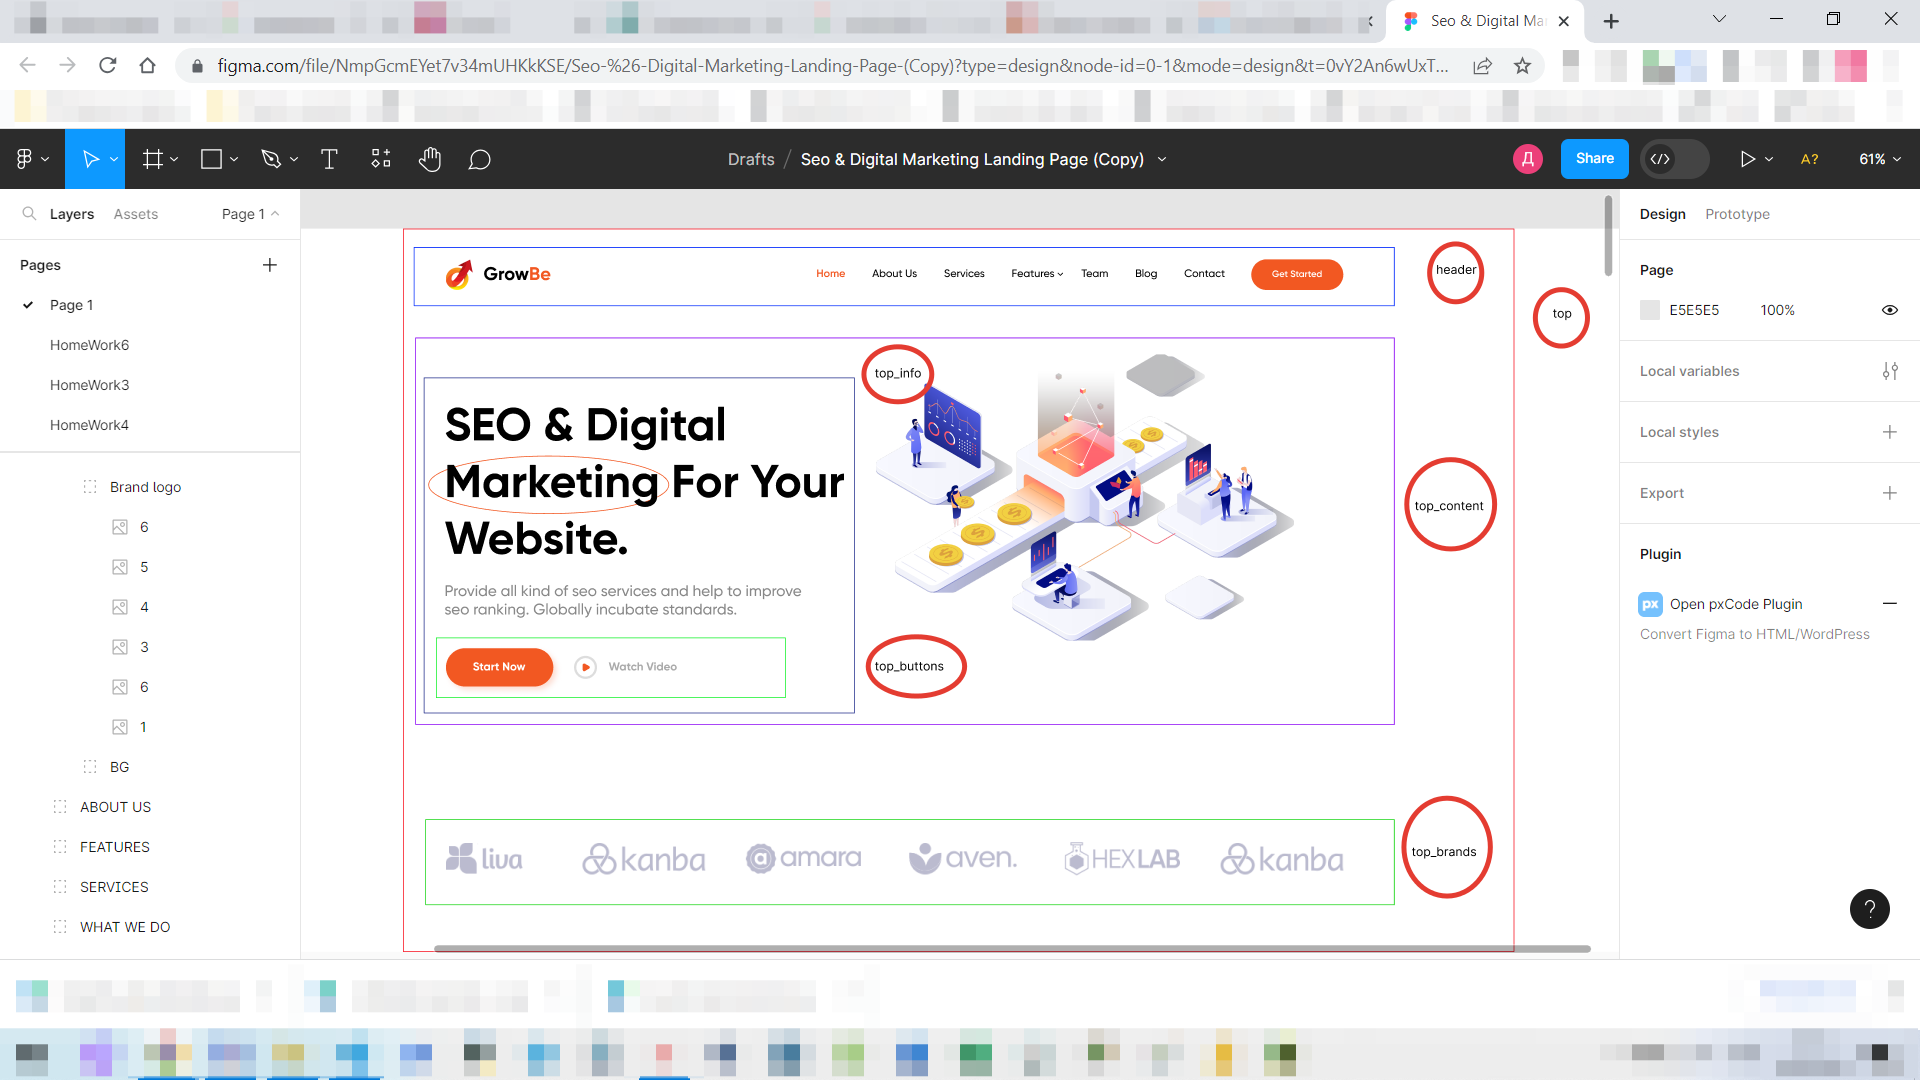 Seo & Digital Ma
figma.com/file/NmpGcmEYet7v34mUHKkKSE/Seo-%26-Digital-Marketing-Landing-Page-(Copy)?type=design&node-id=0-1&mode=design&t=0vY2An6wUxT...
Drafts / Seo & Digital Marketing Landing Page (Copy)
Д
Share
A?
61%
Layers
Assets
Page 1
Pages
Page 1
HomeWork6
HomeWork3
HomeWork4
Brand logo
6
5
4
3
6
1
BG
ABOUT US
FEATURES
SERVICES
WHAT WE DO
GrowBe
Home
About Us
Services
Features
Team
Blog
Contact
Get Started
header
top
top_info
SEO & Digital
Marketing For Your
Website.
Provide all kind of seo services and help to improve
seo ranking. Globally incubate standards.
Start Now
Watch Video
top_buttons
top_content
liva
kanba
amara
aven.
HEXLAB
kanba
top_brands
Design
Prototype
Page
E5E5E5
100%
Local variables
Local styles
Export
Plugin
px
Open pxCode Plugin
Convert Figma to HTML/WordPress
?